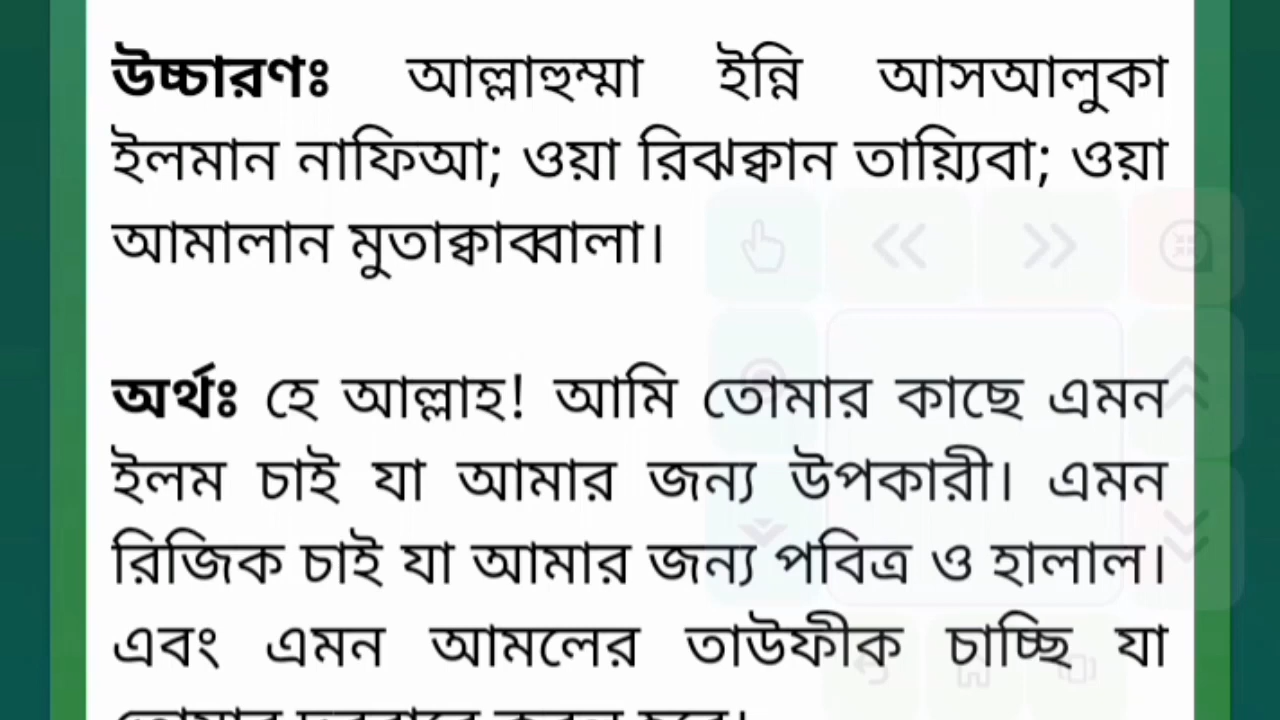 উচ্চারণঃ আল্লাহুম্মা ইন্নি আসআলুকা
ইলমান নাফিআ; ওয়া রিঝক্বান তায়্যিবা; ওয়া
আমালান মুতাক্বাব্বালা।
অর্থঃ হে আল্লাহ! আমি তোমার কাছে এমন
ইলম চাই যা আমার জন্য উপকারী। এমন
রিজিক চাই যা আমার জন্য পবিত্র ও হালাল।
এবং এমন আমলের তাউফীক চাচ্ছি যা